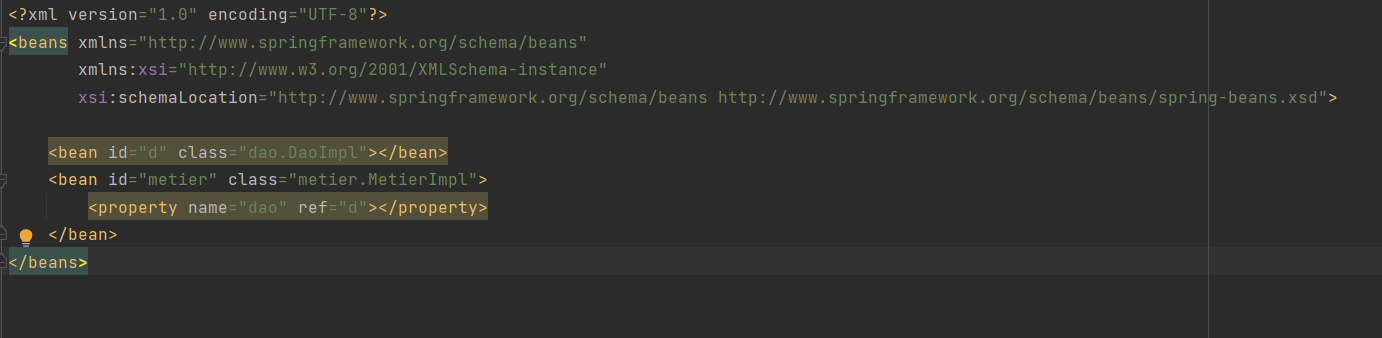 <?xml version="1.0" encoding="UTF-8"?>
<beans xmlns="http://www.springframework.org/schema/beans"
xmlns:xsi="http://www.w3.org/2001/XMLSchema-instance"
xsi:schemaLocation="http://www.springframework.org/schema/beans http://www.springframework.org/schema/beans/spring-beans.xsd">
<bean id="d" class="dao.DaoImpl"></bean>
<bean id="metier" class="metier.MetierImpl">
<property name="dao" ref="d"></property>
</bean>
</beans>